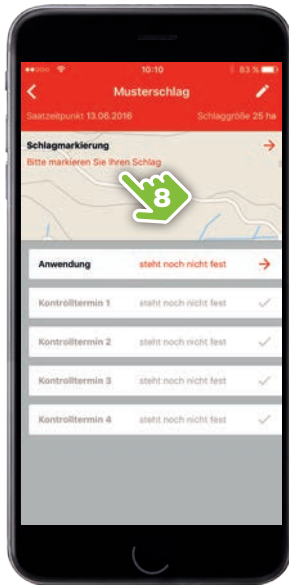 10:10
83 %
Musterschlag
Saatzeitpunkt 13.06.2016 Schlaggröße 25 ha
Schlagmarkierung
Bitte markieren Sie Ihren Schlag
8
Anwendung steht noch nicht fest
Kontrolltermin 1 steht noch nicht fest
Kontrolltermin 2 steht noch nicht fest
Kontrolltermin 3 steht noch nicht fest
Kontrolltermin 4 steht noch nicht fest